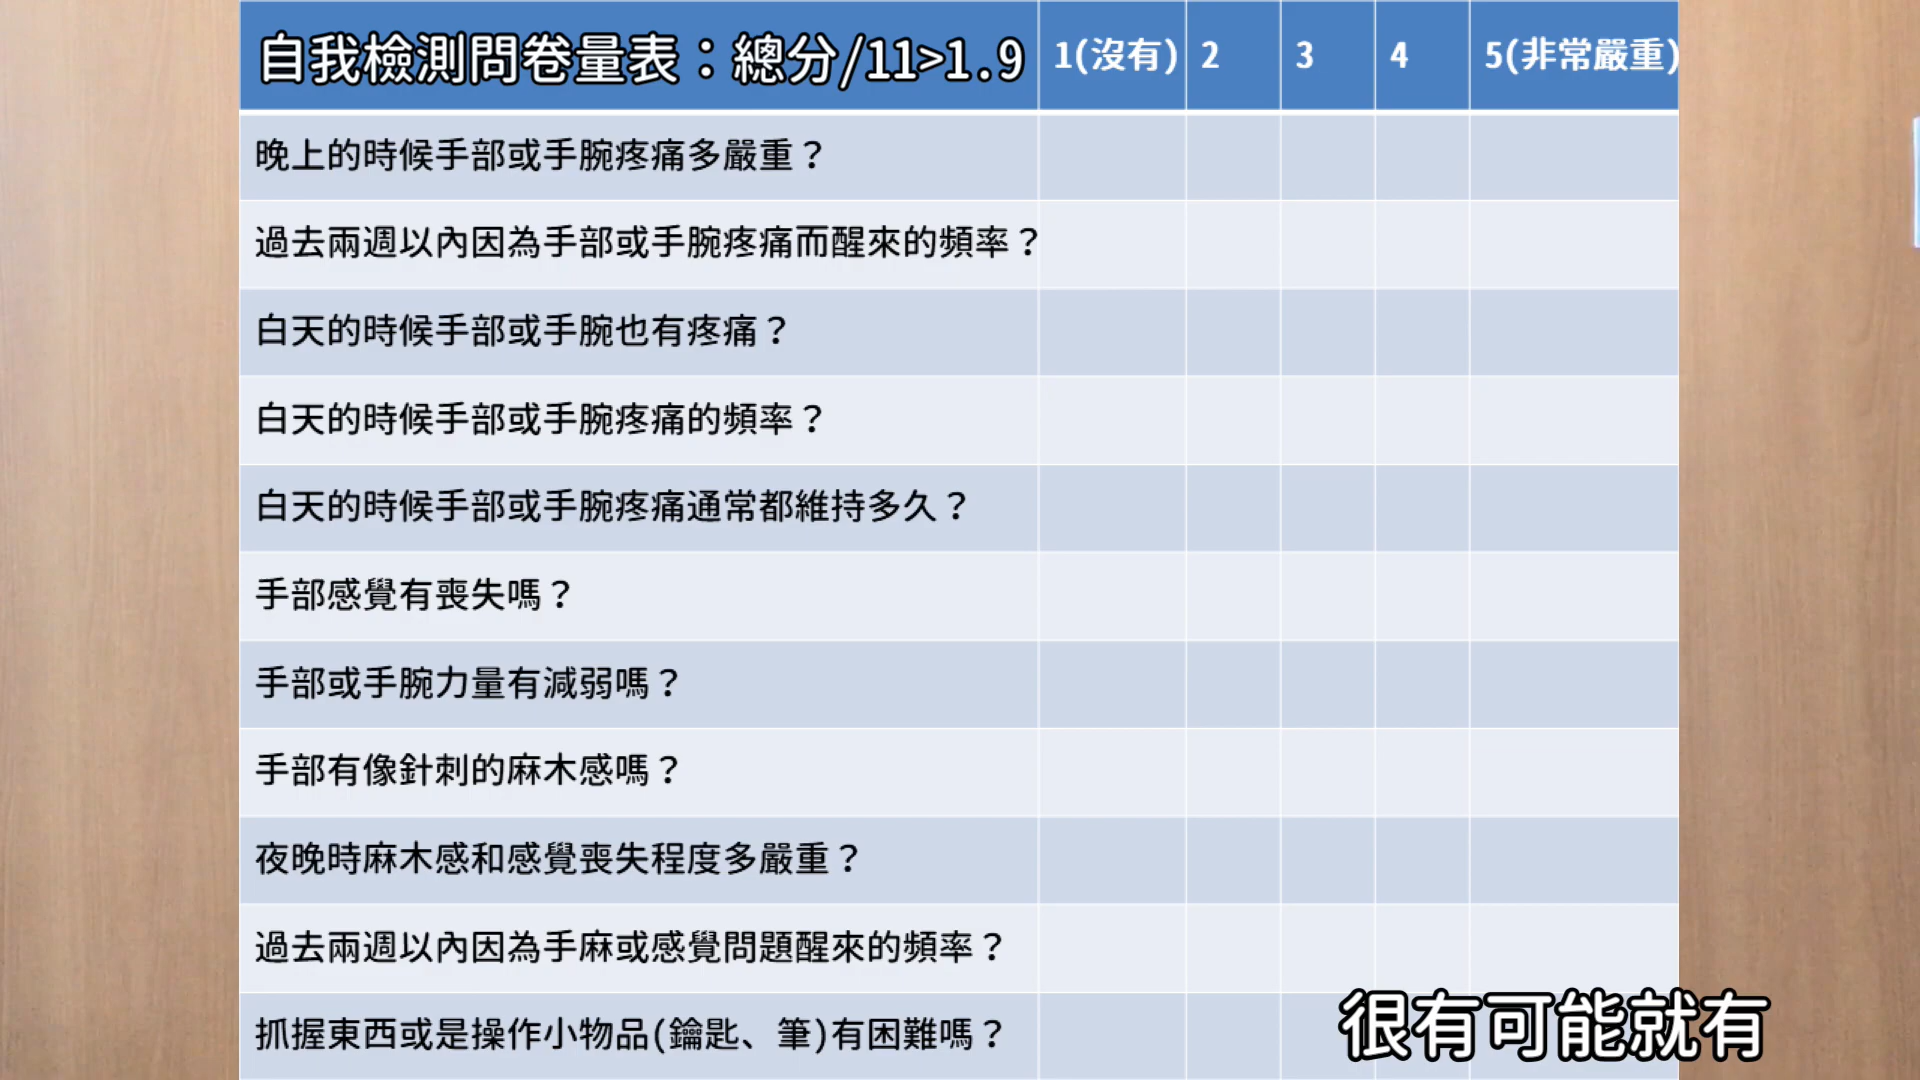 自我檢測問卷量表：總分/11>1.9 1(沒有) 2 3 4 5(非常嚴重)
晚上的時候手部或手腕疼痛多嚴重？
過去兩週以內因為手部或手腕疼痛而醒來的頻率？
白天的時候手部或手腕也有疼痛？
白天的時候手部或手腕疼痛的頻率？
白天的時候手部或手腕疼痛通常都維持多久？
手部感覺有喪失嗎？
手部或手腕力量有減弱嗎？
手部有像針刺的麻木感嗎？
夜晚時麻木感和感覺喪失程度多嚴重？
過去兩週以內因為手麻或感覺問題醒來的頻率？
抓握東西或是操作小物品(鑰匙、筆)有困難嗎？
很有可能就有